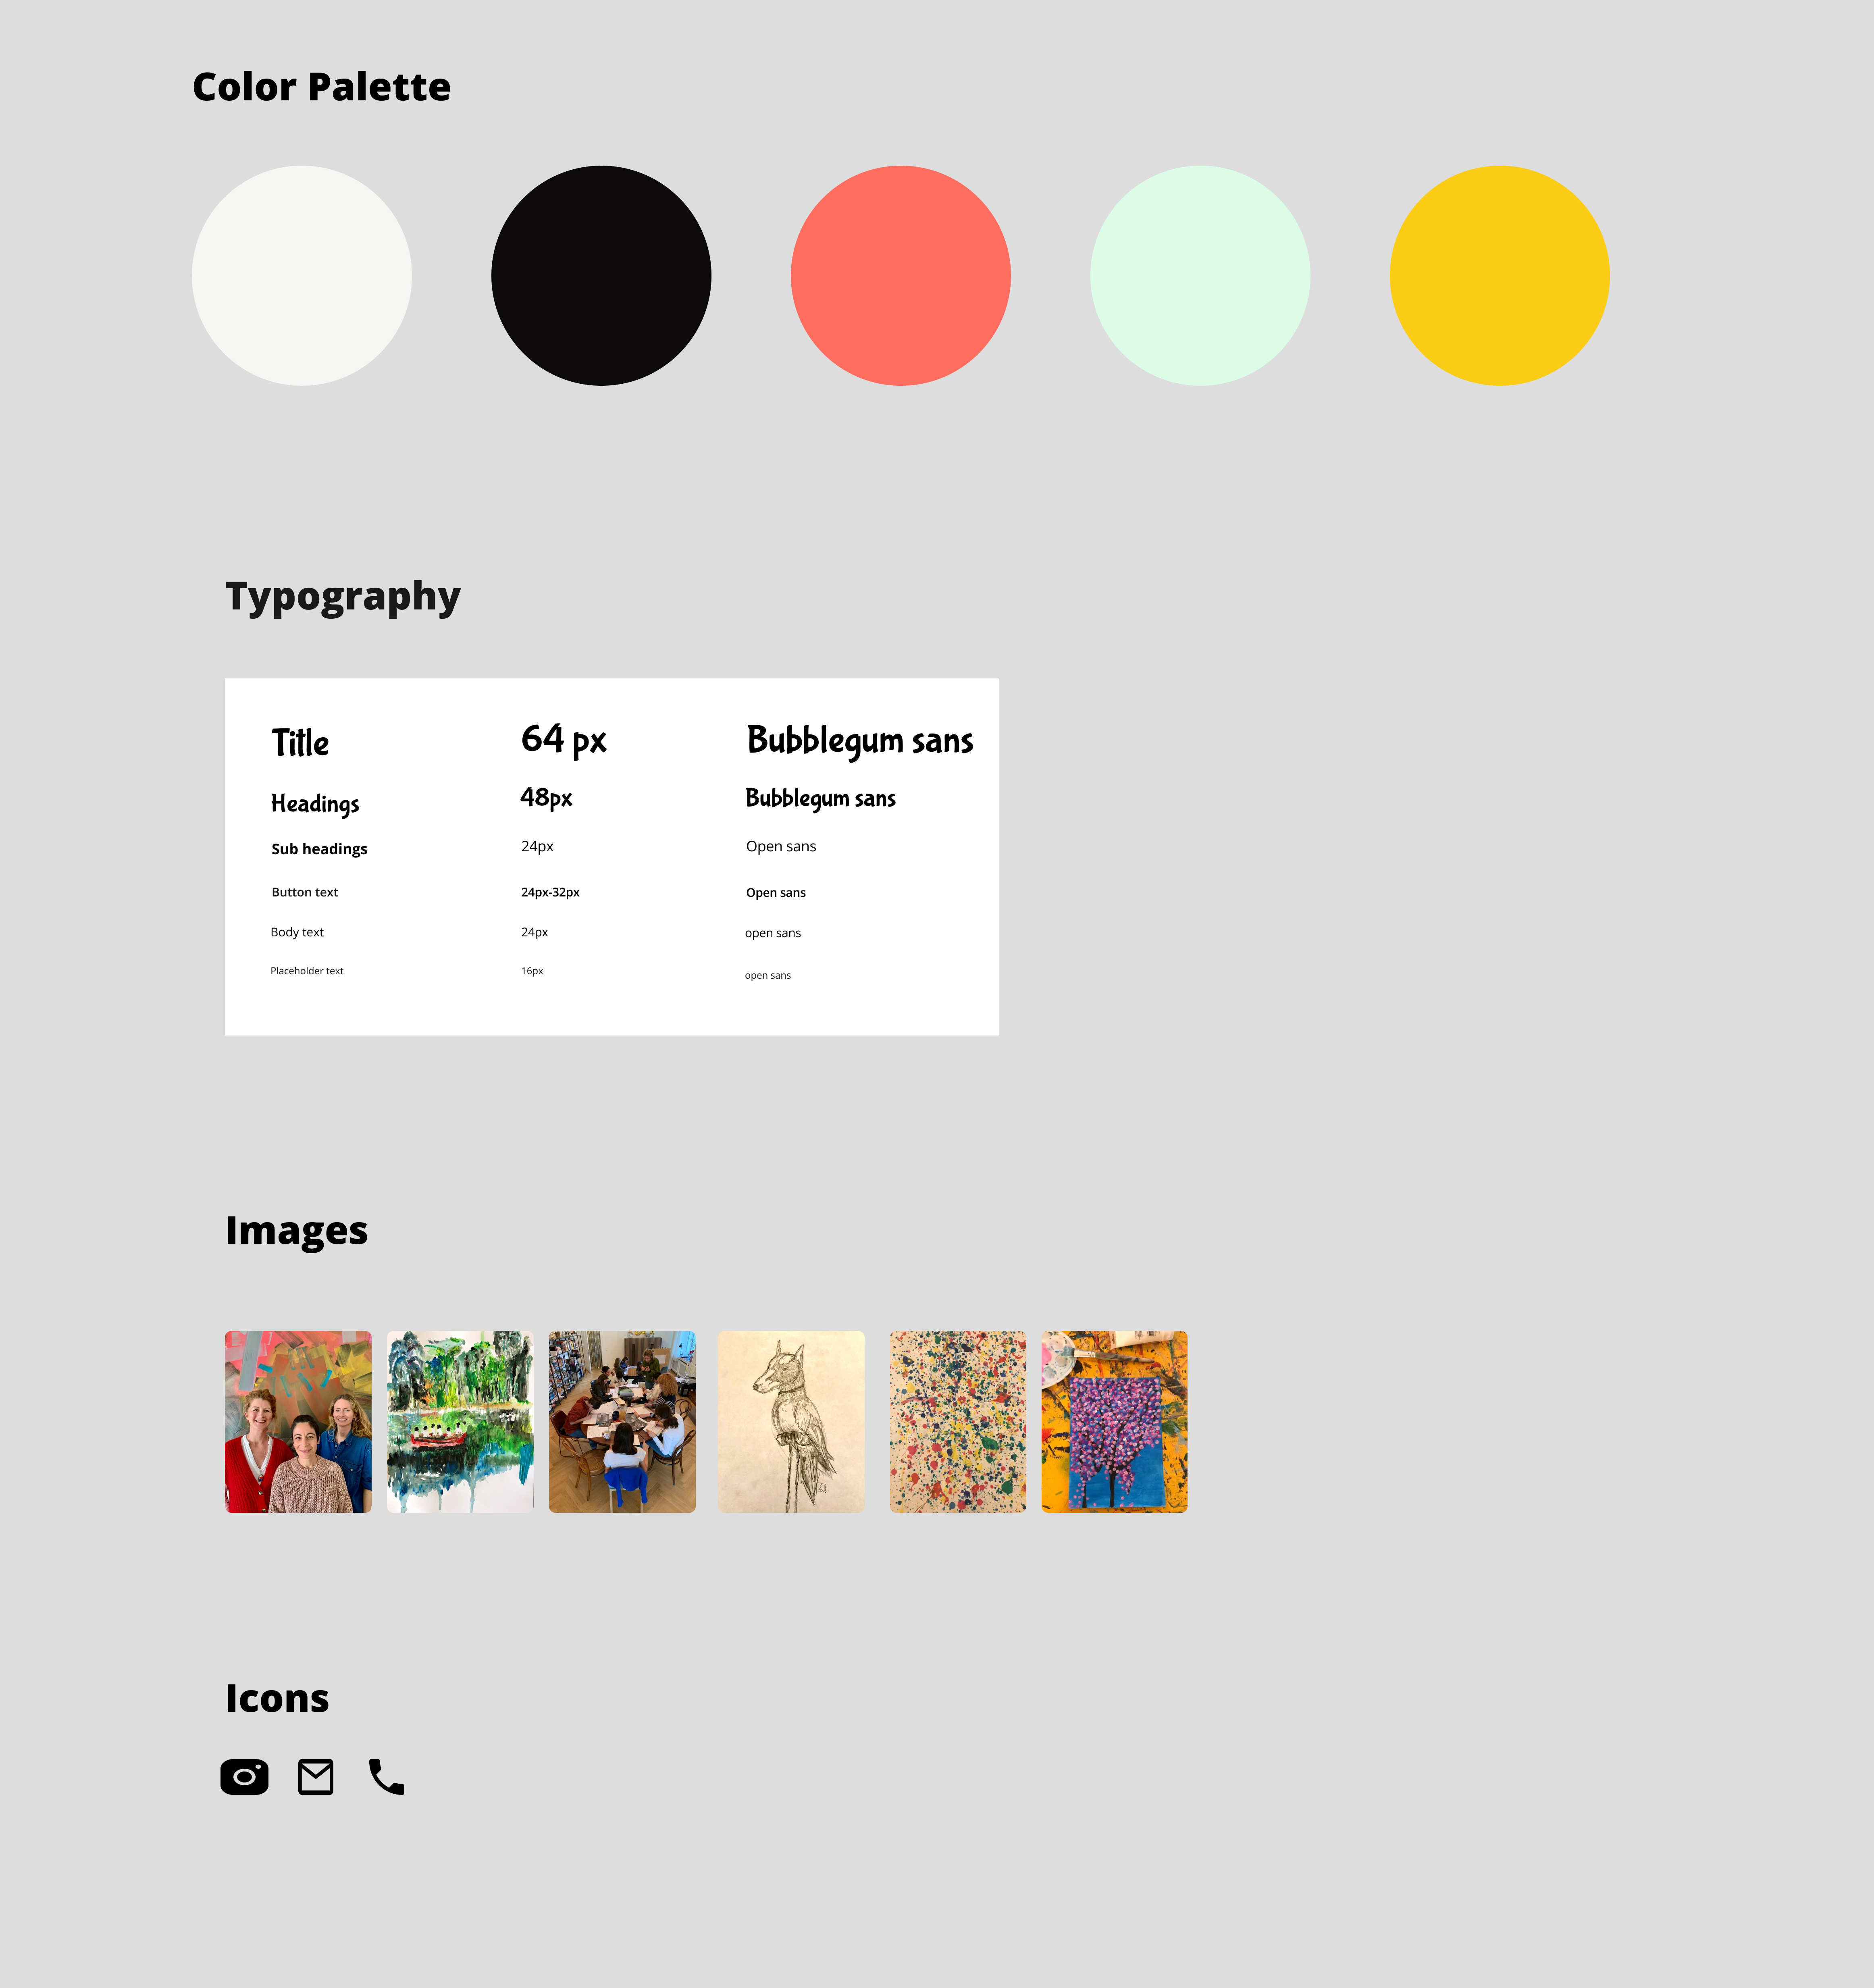 Color Palette
Typography
Title 64 px Bubblegum sans
Headings 48px Bubblegum sans
Sub headings 24px Open sans
Button text 24px-32px Open sans
Body text 24px open sans
Placeholder text 16px open sans
Images
Icons